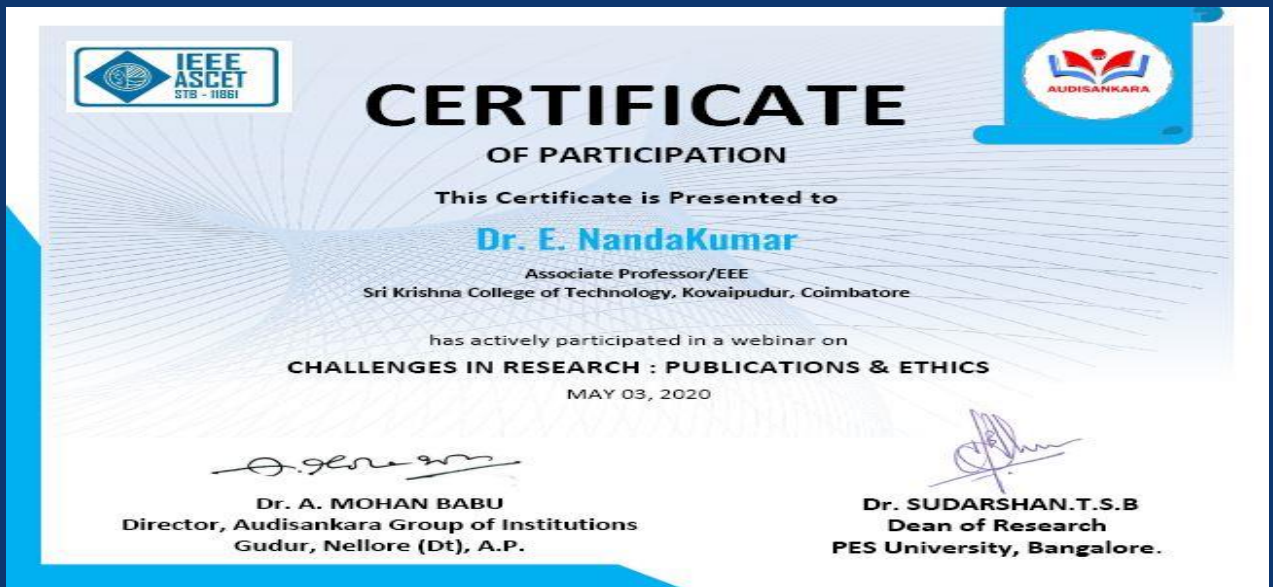 IEEE
ASCET
STB - 11861
AUDISANKARA
CERTIFICATE
OF PARTICIPATION
This Certificate is Presented to
Dr. E. NandaKumar
Associate Professor/EEE
Sri Krishna College of Technology, Kovaipudur, Coimbatore
has actively participated in a webinar on
CHALLENGES IN RESEARCH : PUBLICATIONS & ETHICS
MAY 03, 2020
Dr. A. MOHAN BABU
Director, Audisankara Group of Institutions
Gudur, Nellore (Dt), A.P.
Dr. SUDARSHAN.T.S.B
Dean of Research
PES University, Bangalore.